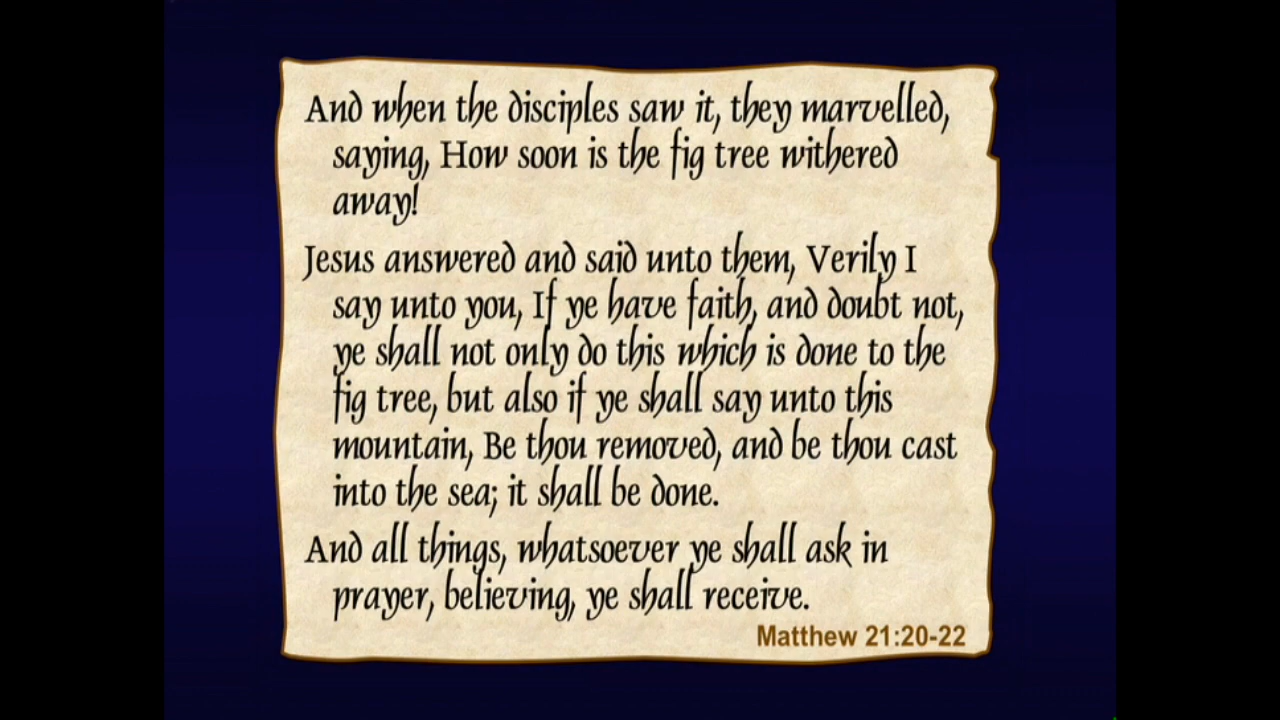 And when the disciples saw it, they marvelled,
saying, How soon is the fig tree withered
away!
Jesus answered and said unto them, Verily I
say unto you, If ye have faith, and doubt not,
ye shall not only do this which is done to the
fig tree, but also if ye shall say unto this
mountain, Be thou removed, and be thou cast
into the sea; it shall be done.
And all things, whatsoever ye shall ask in
prayer, believing, ye shall receive.
Matthew 21:20-22